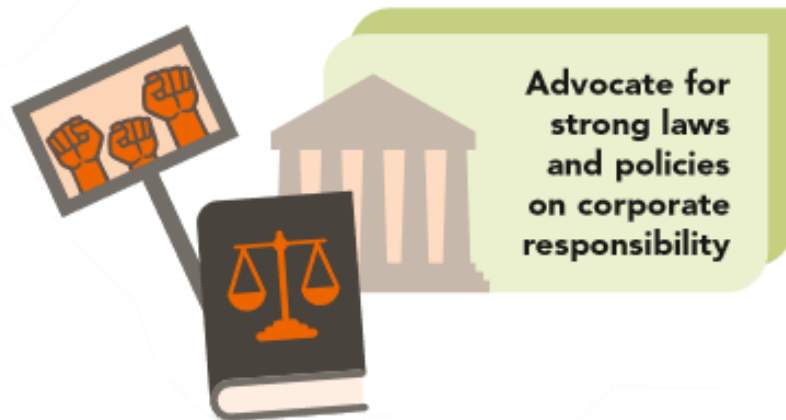 Advocate for
strong laws
and policies
on corporate
responsibility